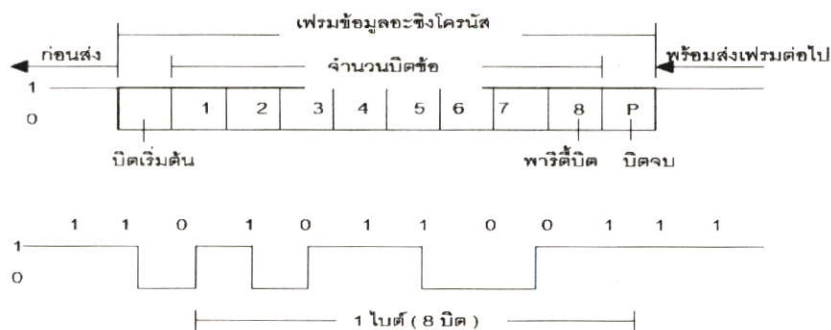 เฟรมข้อมูลอะซิงโครนัส
ก่อนส่ง
พร้อมส่งเฟรมต่อไป
จำนวนบิตข้อ
1
0
1 2 3 4 5 6 7 8 P
บิตเริ่มต้น พาริตี้บิต บิตจบ
1 1 0 1 0 1 1 0 0 1 1 1
1
0
1 ไบต์ ( 8 บิต )